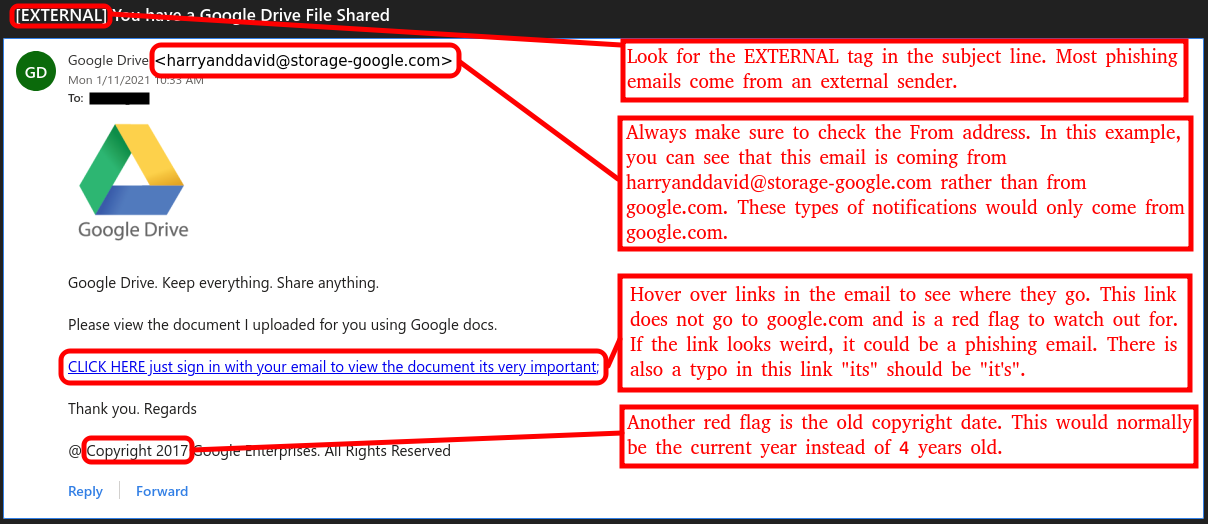 [EXTERNAL] You have a Google Drive File Shared
GD
Google Drive <harryanddavid@storage-google.com>
Mon 1/11/2021 10:33 AM
To:
Google Drive
Google Drive. Keep everything. Share anything.
Please view the document I uploaded for you using Google docs.
CLICK HERE just sign in with your email to view the document its very important;
Thank you. Regards
@ Copyright 2017 Google Enterprises. All Rights Reserved
Reply
Forward
Look for the EXTERNAL tag in the subject line. Most phishing
emails come from an external sender.
Always make sure to check the From address. In this example,
you can see that this email is coming from
harryanddavid@storage-google.com rather than from
google.com. These types of notifications would only come from
google.com.
Hover over links in the email to see where they go. This link
does not go to google.com and is a red flag to watch out for.
If the link looks weird, it could be a phishing email. There is
also a typo in this link "its" should be "it's".
Another red flag is the old copyright date. This would normally
be the current year instead of 4 years old.